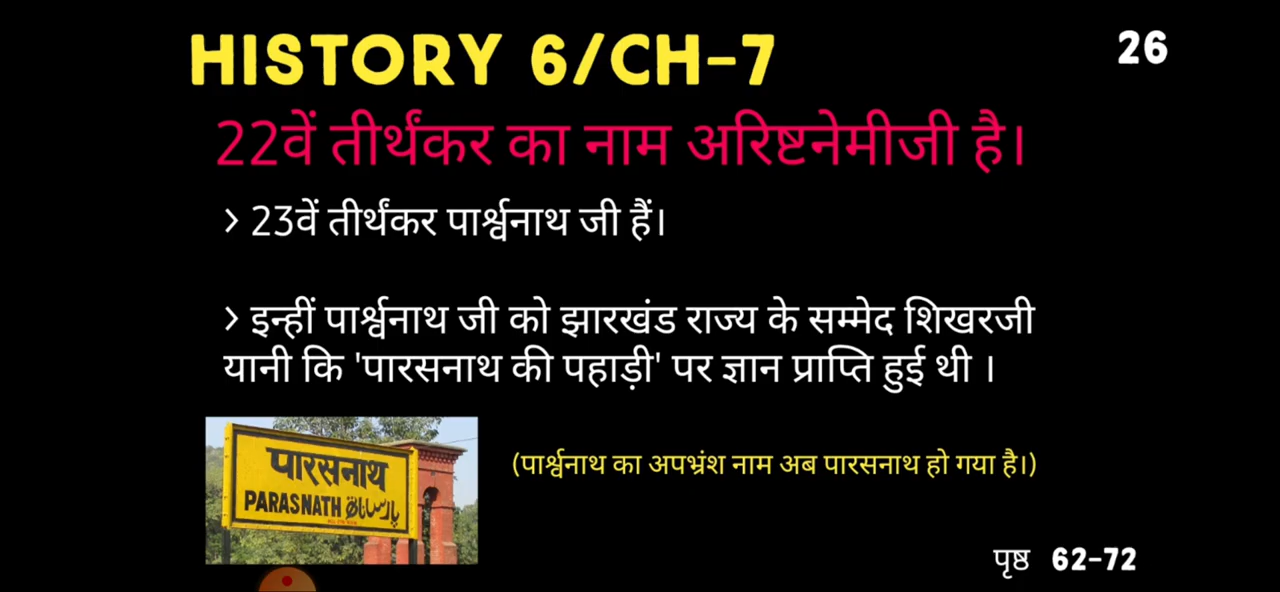 HISTORY 6/CH-7
26
22वें तीर्थंकर का नाम अरिष्टनेमीजी है।
> 23वें तीर्थंकर पार्श्वनाथ जी हैं।
> इन्हीं पार्श्वनाथ जी को झारखंड राज्य के सम्मेद शिखरजी
यानी कि 'पारसनाथ की पहाड़ी' पर ज्ञान प्राप्ति हुई थी ।
पारसनाथ
PARASNATH پارسناتھ
(पार्श्वनाथ का अपभ्रंश नाम अब पारसनाथ हो गया है।)
पृष्ठ 62-72